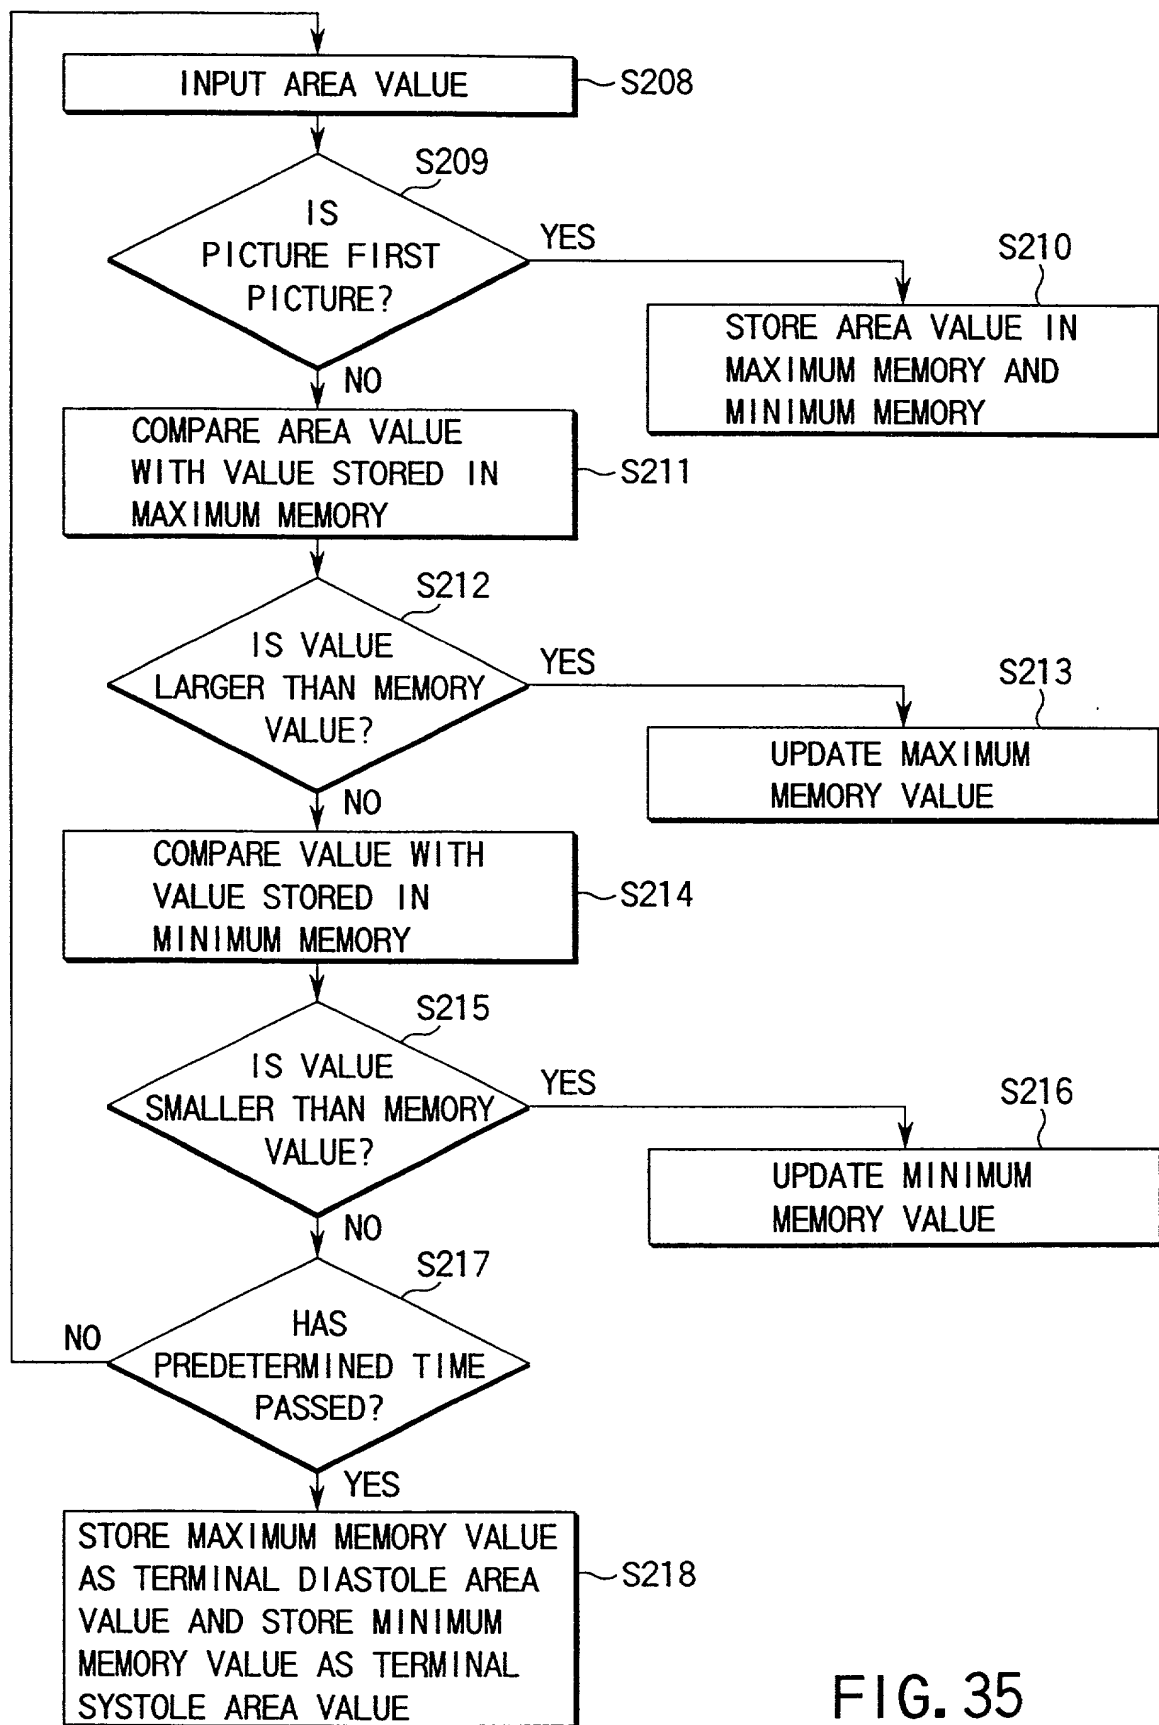 INPUT AREA VALUE
S208
S209
IS
PICTURE FIRST
PICTURE?
YES
S210
STORE AREA VALUE IN
MAXIMUM MEMORY AND
MINIMUM MEMORY
NO
COMPARE AREA VALUE
WITH VALUE STORED IN
MAXIMUM MEMORY
S211
S212
IS VALUE
LARGER THAN MEMORY
VALUE?
YES
S213
UPDATE MAXIMUM
MEMORY VALUE
NO
COMPARE VALUE WITH
VALUE STORED IN
MINIMUM MEMORY
S214
S215
IS VALUE
SMALLER THAN MEMORY
VALUE?
YES
S216
UPDATE MINIMUM
MEMORY VALUE
NO
S217
HAS
PREDETERMINED TIME
PASSED?
NO
YES
STORE MAXIMUM MEMORY VALUE
AS TERMINAL DIASTOLE AREA
VALUE AND STORE MINIMUM
MEMORY VALUE AS TERMINAL
SYSTOLE AREA VALUE
S218
FIG. 35